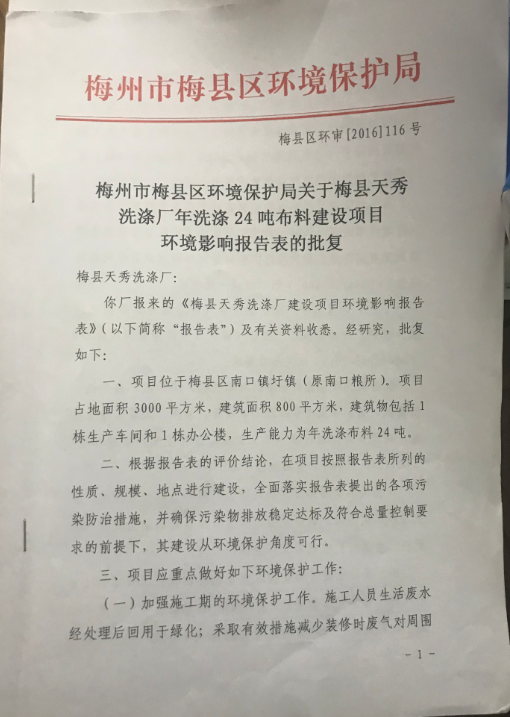 梅州市梅县区环境保护局
梅县区环审[2016]116 号
梅州市梅县区环境保护局关于梅县天秀
洗涤厂年洗涤 24 吨布料建设项目
环境影响报告表的批复
梅县天秀洗涤厂:
你厂报来的《梅县天秀洗涤厂建设项目环境影响报告
表》(以下简称“报告表”)及有关资料收悉。经研究,批复
如下:
一、项目位于梅县区南口镇圩镇(原南口粮所)。项目
占地面积 3000 平方米,建筑面积 800 平方米,建筑物包括 1
栋生产车间和 1 栋办公楼,生产能力为年洗涤布料 24 吨。
二、根据报告表的评价结论,在项目按照报告表所列的
性质、规模、地点进行建设,全面落实报告表提出的各项污
染防治措施,并确保污染物排放稳定达标及符合总量控制要
求的前提下,其建设从环境保护角度可行。
三、项目应重点做好如下环境保护工作:
(一)加强施工期的环境保护工作。施工人员生活废水
经处理后回用于绿化;采取有效措施减少装修时废气对周围
- 1 -